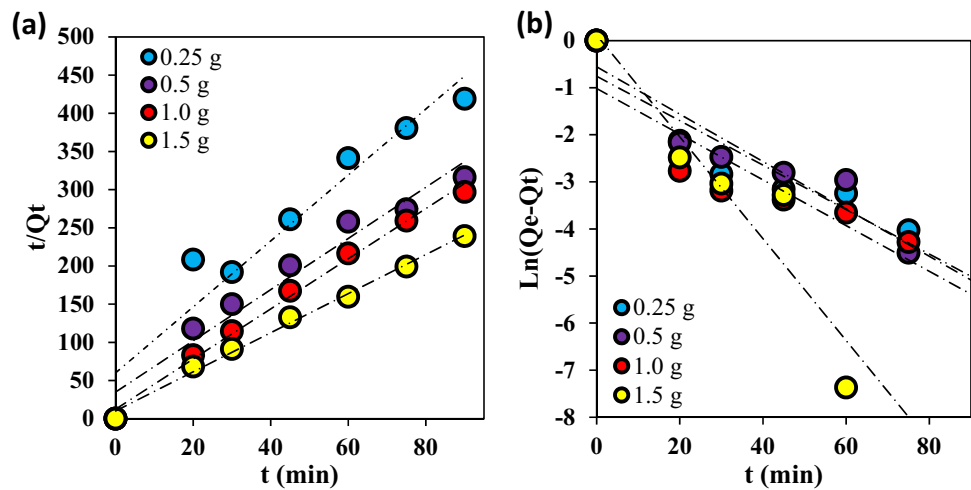 (a)
500
450
400
350
300
250
200
150
100
50
0
t/Qt
0.25 g
0.5 g
1.0 g
1.5 g
0 20 40 60 80
t (min)
(b)
0
-1
-2
-3
-4
-5
-6
-7
-8
Ln(Qe-Qt)
0.25 g
0.5 g
1.0 g
1.5 g
0 20 40 60 80
t (min)